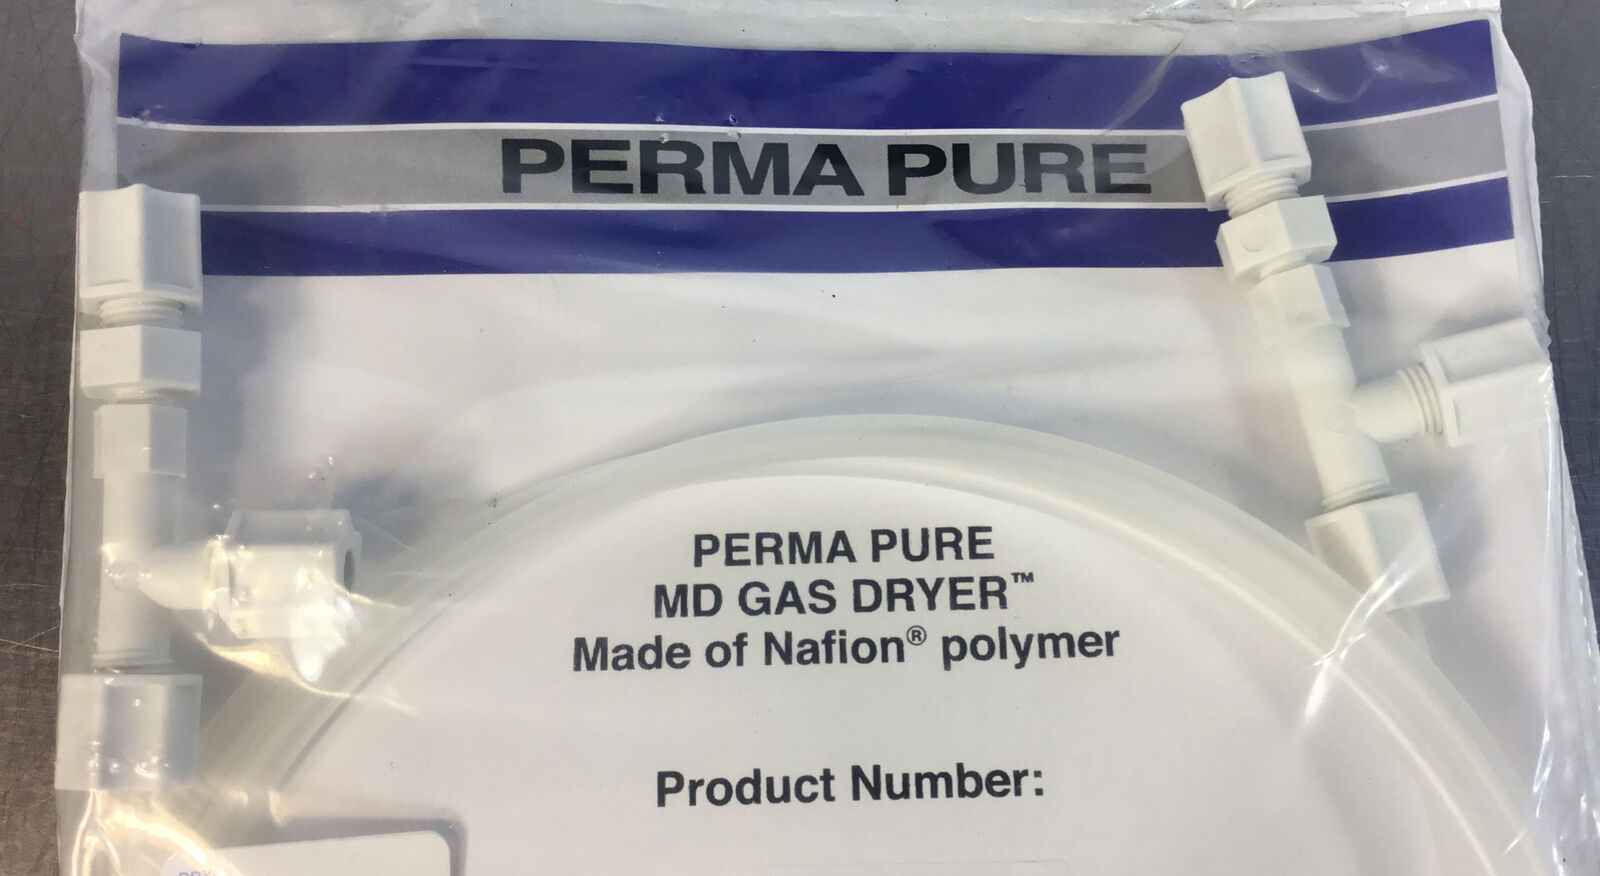 PERMA PURE
PERMA PURE
MD GAS DRYER™
Made of Nafion® polymer
Product Number: